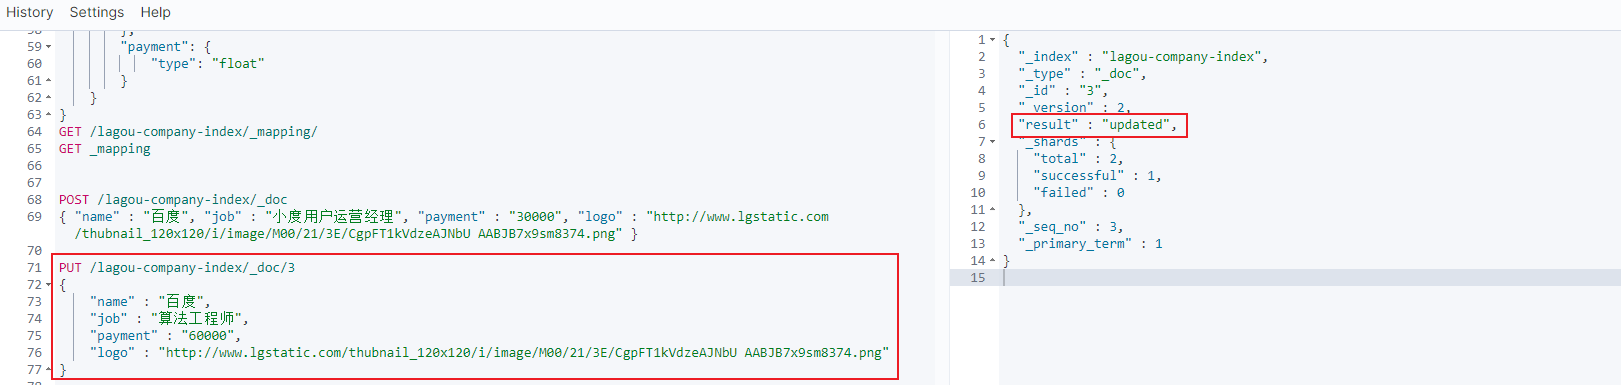 History Settings Help
58 },
59 "payment": {
60 "type": "float"
61 }
62 }
63 }
64 GET /lagou-company-index/_mapping/
65 GET _mapping
66
67
68 POST /lagou-company-index/_doc
69 { "name" : "百度", "job" : "小度用户运营经理", "payment" : "30000", "logo" : "http://www.lgstatic.com
/thubnail_120x120/i/image/M00/21/3E/CgpFT1kVdzeAJNbU AABJB7x9sm8374.png" }
70
71 PUT /lagou-company-index/_doc/3
72 {
73 "name" : "百度",
74 "job" : "算法工程师",
75 "payment" : "60000",
76 "logo" : "http://www.lgstatic.com/thubnail_120x120/i/image/M00/21/3E/CgpFT1kVdzeAJNbU AABJB7x9sm8374.png"
77 }
1 {
2 "_index" : "lagou-company-index",
3 "_type" : "_doc",
4 "_id" : "3",
5 "_version" : 2,
6 "result" : "updated",
7 "_shards" : {
8 "total" : 2,
9 "successful" : 1,
10 "failed" : 0
11 },
12 "_seq_no" : 3,
13 "_primary_term" : 1
14 }
15